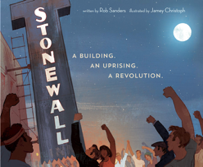 written by Rob Sanders illustrated by Jamey Christoph
STONEWALL
A BUILDING.
AN UPRISING.
A REVOLUTION.